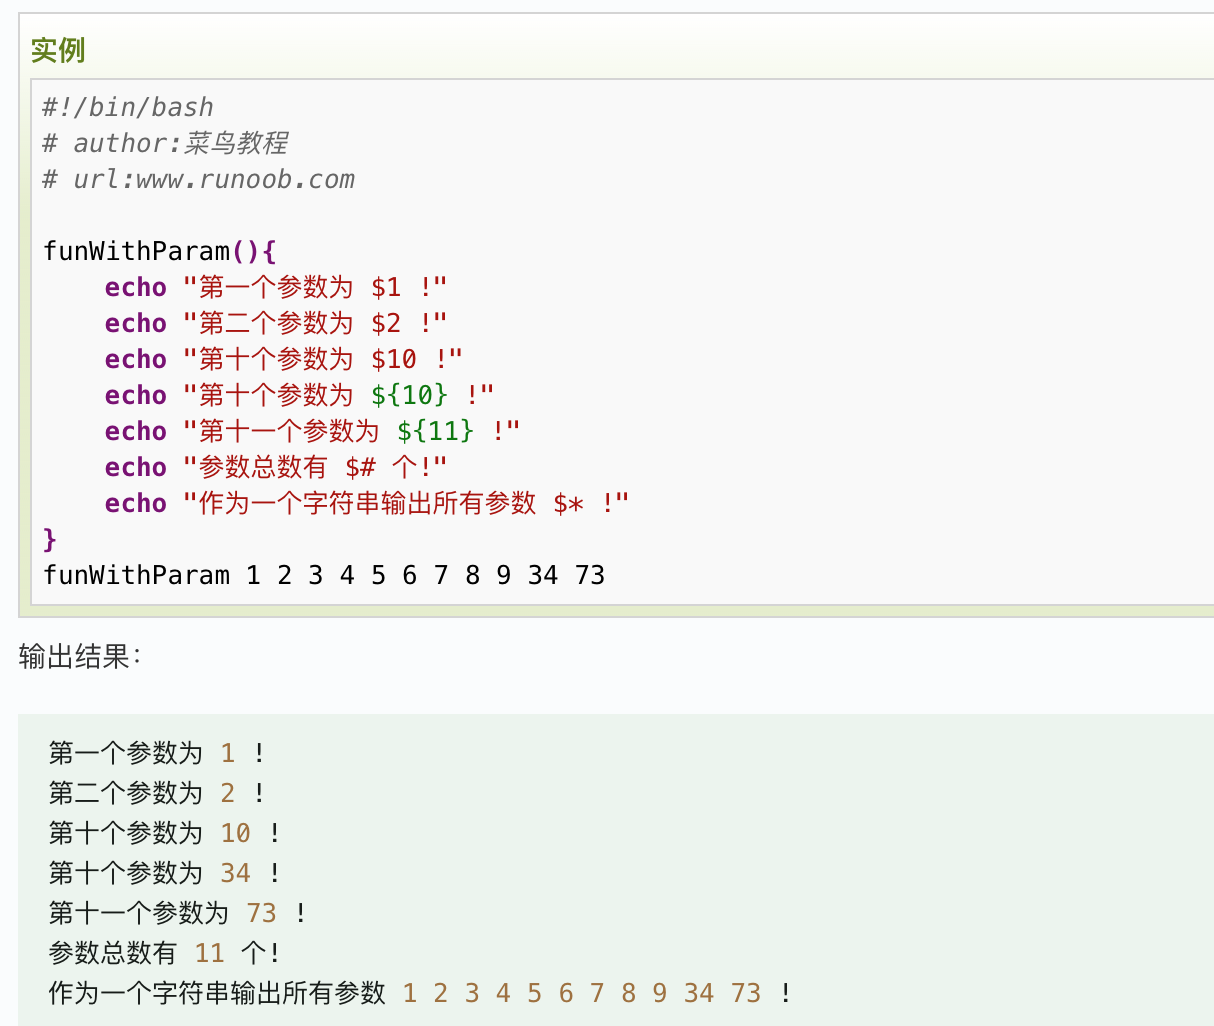 实例
#!/bin/bash
# author:菜鸟教程
# url:www.runoob.com
funWithParam(){
    echo "第一个参数为 $1 !"
    echo "第二个参数为 $2 !"
    echo "第十个参数为 $10 !"
    echo "第十个参数为 ${10} !"
    echo "第十一个参数为 ${11} !"
    echo "参数总数有 $# 个!"
    echo "作为一个字符串输出所有参数 $* !"
}
funWithParam 1 2 3 4 5 6 7 8 9 34 73
输出结果：
第一个参数为 1 !
第二个参数为 2 !
第十个参数为 10 !
第十个参数为 34 !
第十一个参数为 73 !
参数总数有 11 个!
作为一个字符串输出所有参数 1 2 3 4 5 6 7 8 9 34 73 !